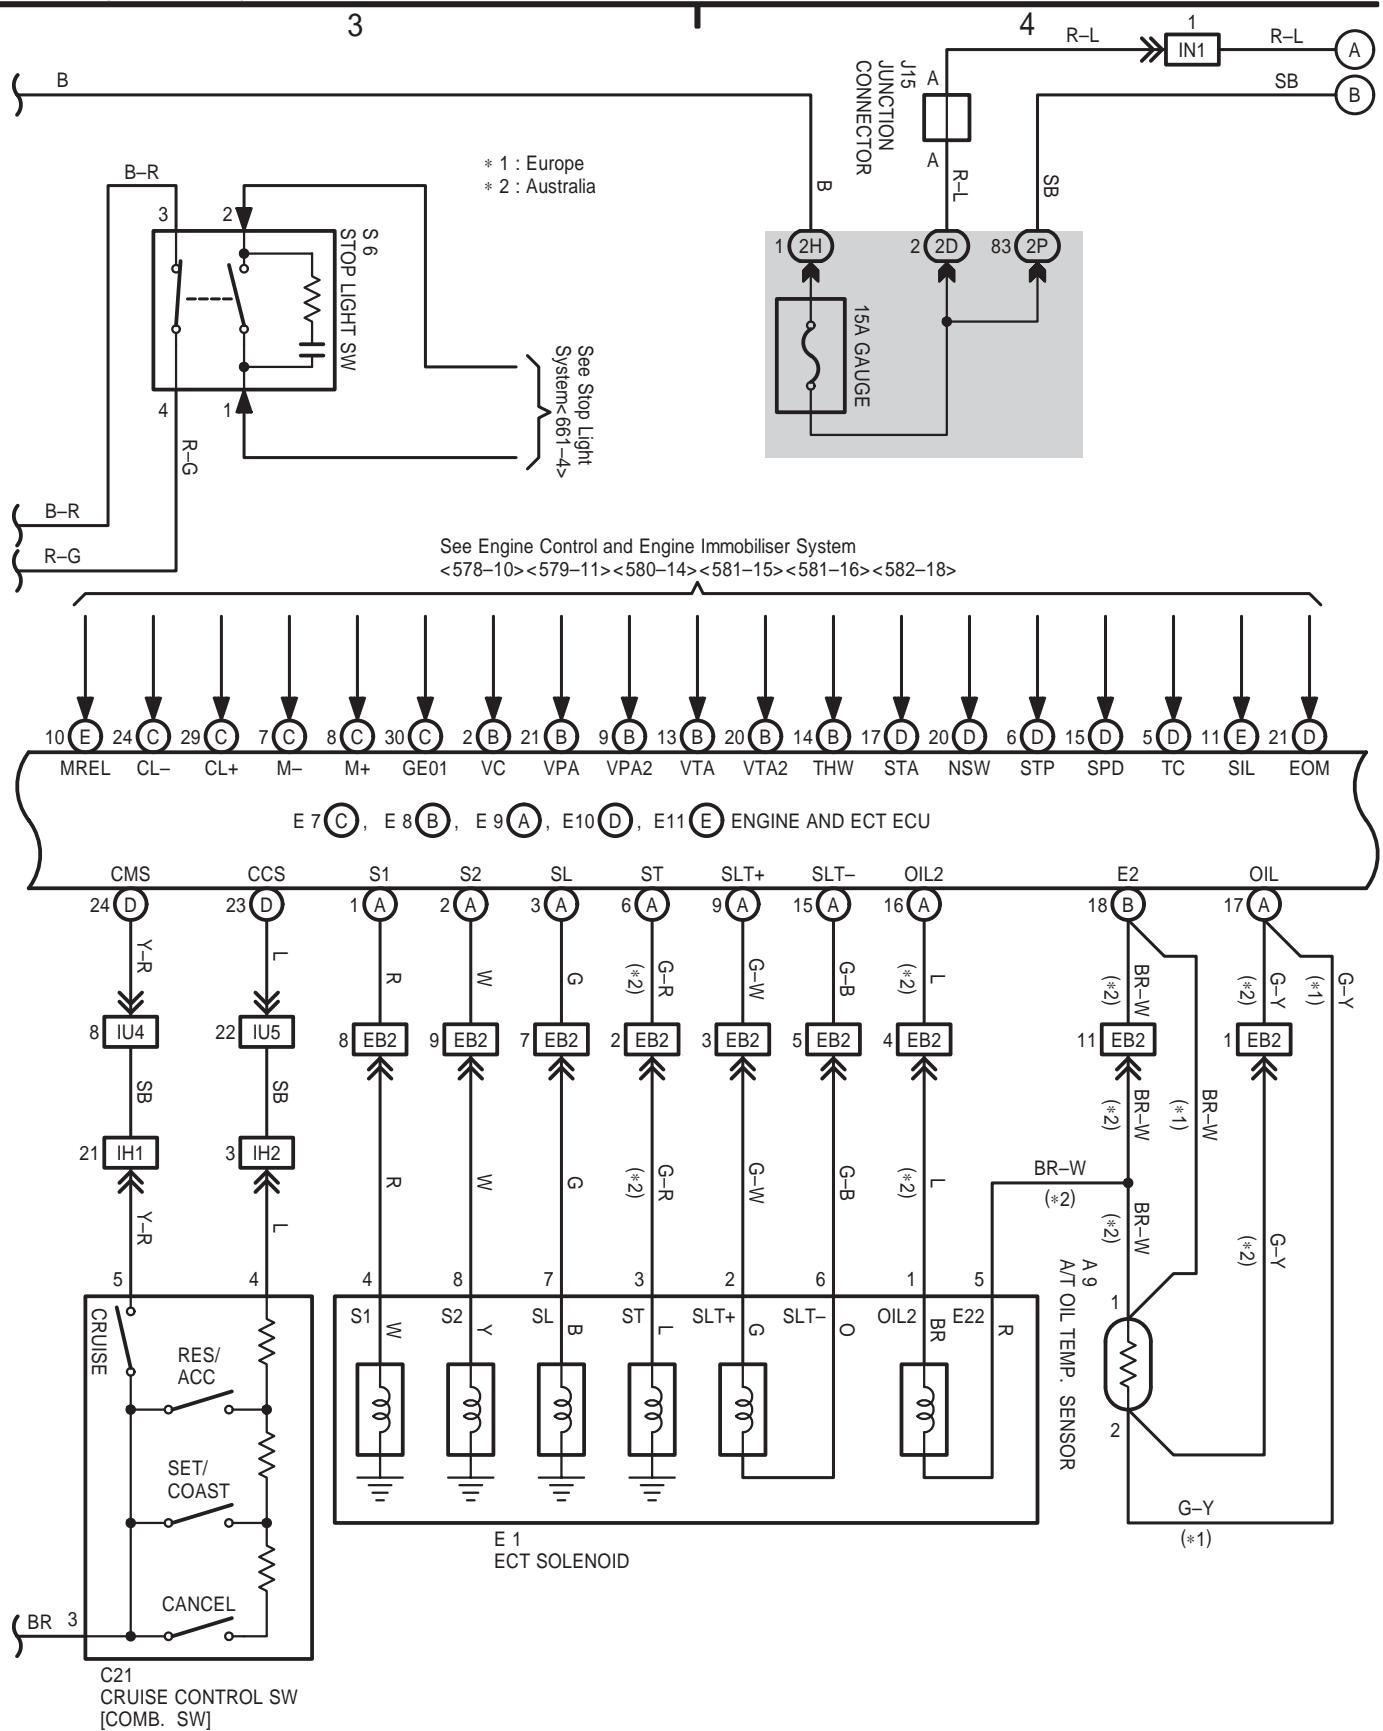 3
4
R–L
1
IN1
R–L
A
B
A
J15
JUNCTION
CONNECTOR
SB
B
A
R–L
SB
B
∗ 1 : Europe
∗ 2 : Australia
B–R
3
2
S 6
STOP LIGHT SW
4
1
R–G
B–R
R–G
See Stop Light
System<661–4>
1 2H
2 2D
83 2P
15A GAUGE
See Engine Control and Engine Immobiliser System
<578–10><579–11><580–14><581–15><581–16><582–18>
10 E 24 C 29 C 7 C 8 C 30 C 2 B 21 B 9 B 13 B 20 B 14 B 17 D 20 D 6 D 15 D 5 D 11 E 21 D
MREL CL– CL+ M– M+ GE01 VC VPA VPA2 VTA VTA2 THW STA NSW STP SPD TC SIL EOM
E 7 C , E 8 B , E 9 A , E10 D , E11 E ENGINE AND ECT ECU
CMS CCS S1 S2 SL ST SLT+ SLT– OIL2 E2 OIL
24 D 23 D 1 A 2 A 3 A 6 A 9 A 15 A 16 A 18 B 17 A
Y–R L R W G G–R (∗2) G–W G–B L (∗2) BR–W (∗2) G–Y (∗2) G–Y (∗1)
8 IU4 22 IU5 8 EB2 9 EB2 7 EB2 2 EB2 3 EB2 5 EB2 4 EB2 11 EB2 1 EB2
SB SB BR–W (∗2) BR–W (∗1)
21 IH1 3 IH2 R W G G–R (∗2) G–W G–B L (∗2)
BR–W
(∗2)
Y–R L BR–W (∗2) G–Y (∗2)
5 4 4 8 7 3 2 6 1 5
A 9
A/T OIL TEMP. SENSOR
1
2
CRUISE
S1 W S2 Y SL B ST L SLT+ G SLT– O OIL2 BR E22 R
RES/
ACC
SET/
COAST
CANCEL
G–Y
(∗1)
E 1
ECT SOLENOID
BR 3
C21
CRUISE CONTROL SW
[COMB. SW]